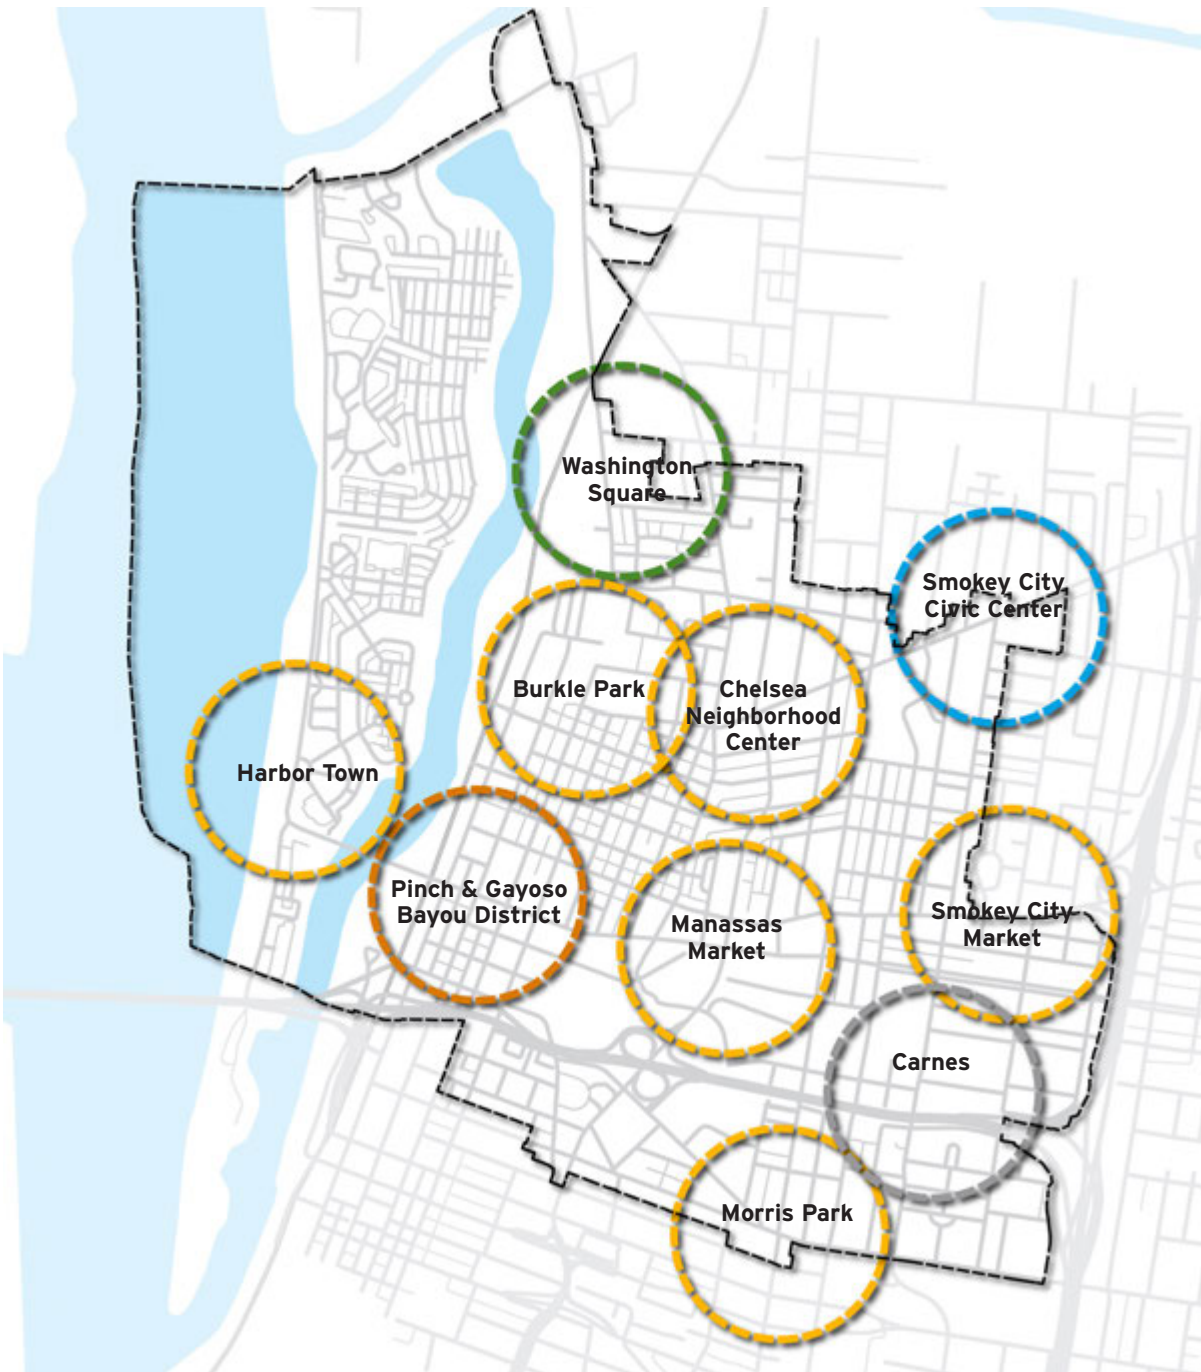 Washington
Square
Smokey City
Civic Center
Burkle Park
Chelsea
Neighborhood
Center
Harbor Town
Pinch & Gayoso
Bayou District
Manassas
Market
Smokey City
Market
Carnes
Morris Park